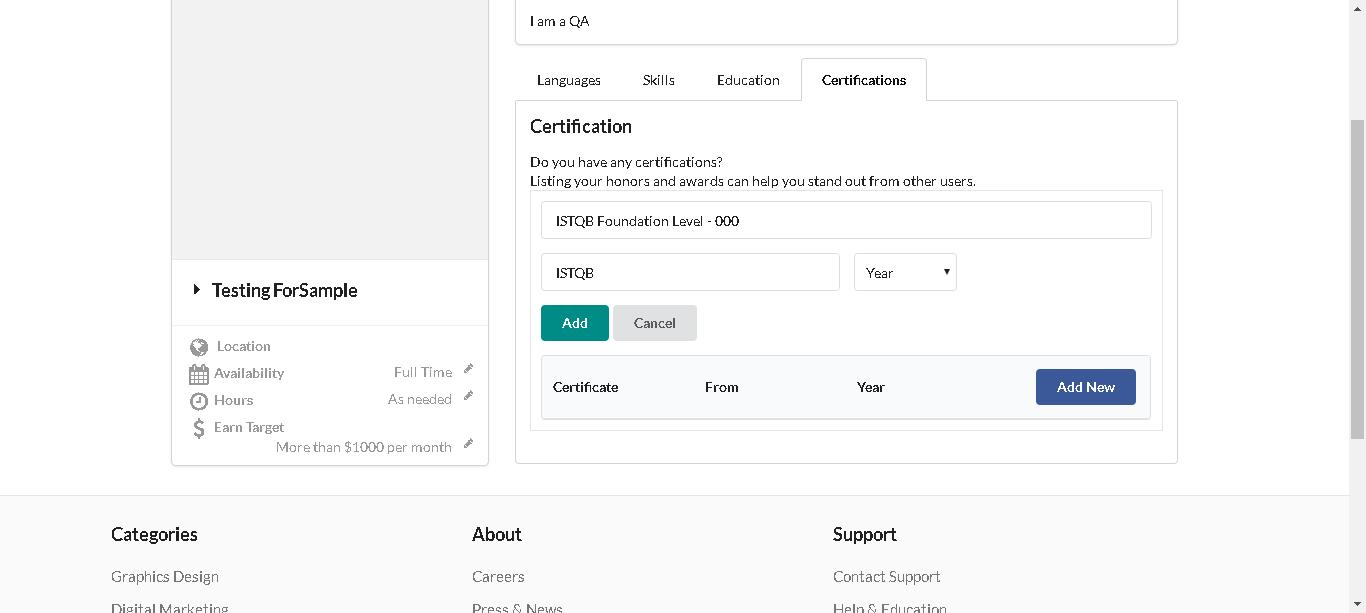 I am a QA
Languages Skills Education Certifications
Certification
Do you have any certifications?
Listing your honors and awards can help you stand out from other users.
ISTQB Foundation Level - 000
ISTQB Year
Add Cancel
Certificate From Year Add New
Testing ForSample
Location
Availability Full Time
Hours As needed
Earn Target
More than $1000 per month
Categories About Support
Graphics Design Careers Contact Support
Digital Marketing Press & News Help & Education